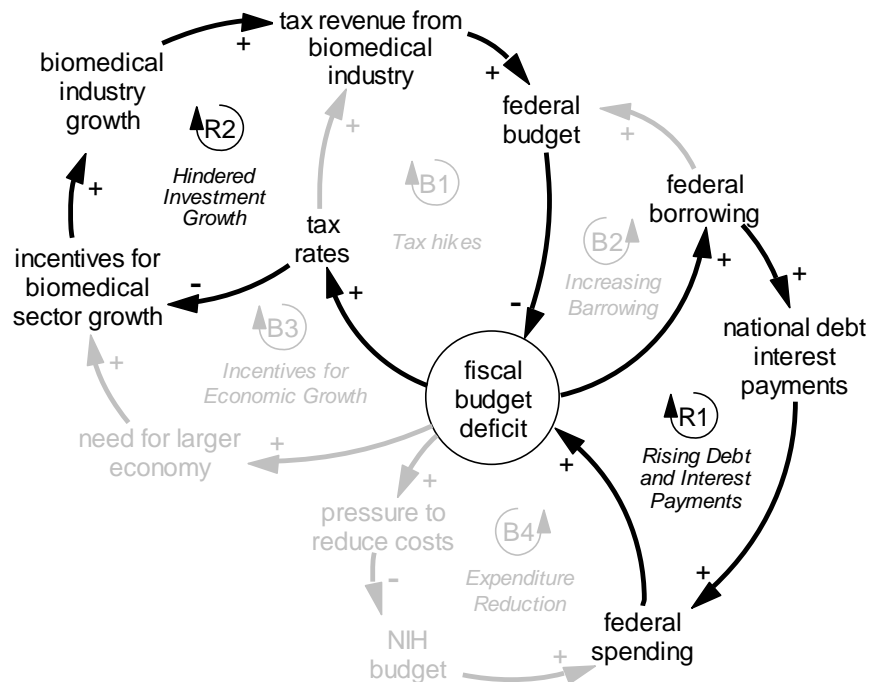 tax revenue from
biomedical
industry
+
+
biomedical
industry
growth
federal
budget
R2
Hindered
Investment
Growth
+
+
B1
Tax hikes
federal
borrowing
+
tax
rates
B2
Increasing
Barrowing
+
+
incentives for
biomedical
sector growth
-
+
-
B3
Incentives for
Economic Growth
national debt
interest
payments
+
fiscal
budget
deficit
R1
Rising Debt
and Interest
Payments
need for larger
economy
+
+
+
pressure to
reduce costs
B4
Expenditure
Reduction
-
+
NIH
budget
+
federal
spending